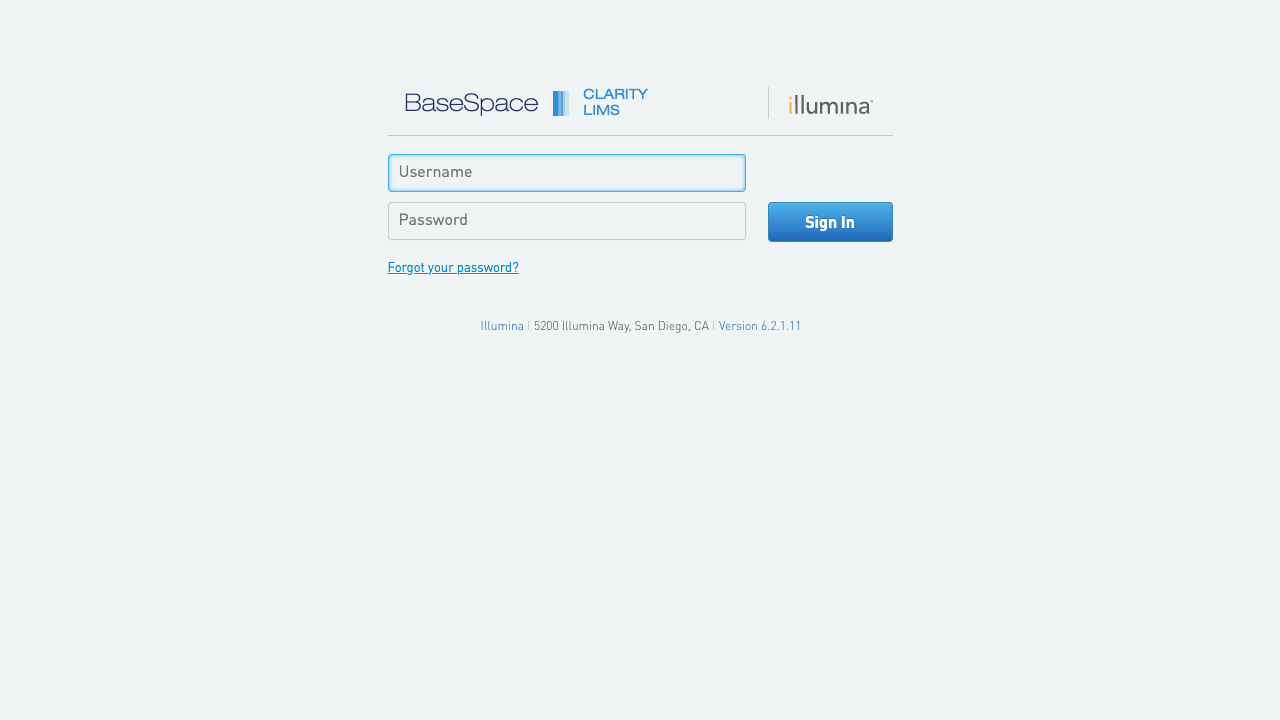 BaseSpace CLARITY LIMS illumina
Username
Password
Sign In
Forgot your password?
Illumina | 5200 Illumina Way, San Diego, CA | Version 6.2.1.11